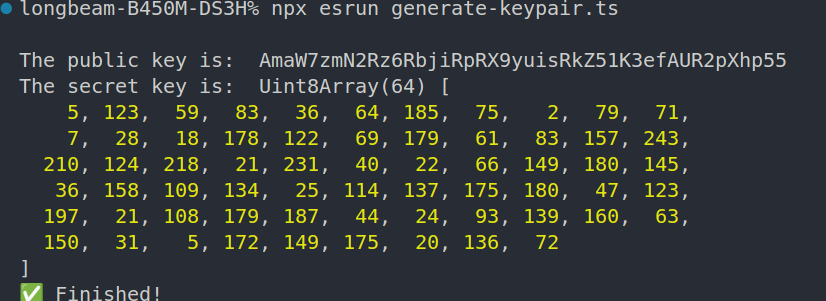 longbeam-B450M-DS3H% npx esrun generate-keypair.ts
The public key is:  AmaW7zmN2Rz6RbjiRpRX9yuisRkZ51K3efAUR2pXhp55
The secret key is:  Uint8Array(64) [
5, 123, 59, 83, 36, 64, 185, 75, 2, 79, 71,
7, 28, 18, 178, 122, 69, 179, 61, 83, 157, 243,
210, 124, 218, 21, 231, 40, 22, 66, 149, 180, 145,
36, 158, 109, 134, 25, 114, 137, 175, 180, 47, 123,
197, 21, 108, 179, 187, 44, 24, 93, 139, 160, 63,
150, 31, 5, 172, 149, 175, 20, 136, 72
]
✅ Finished!